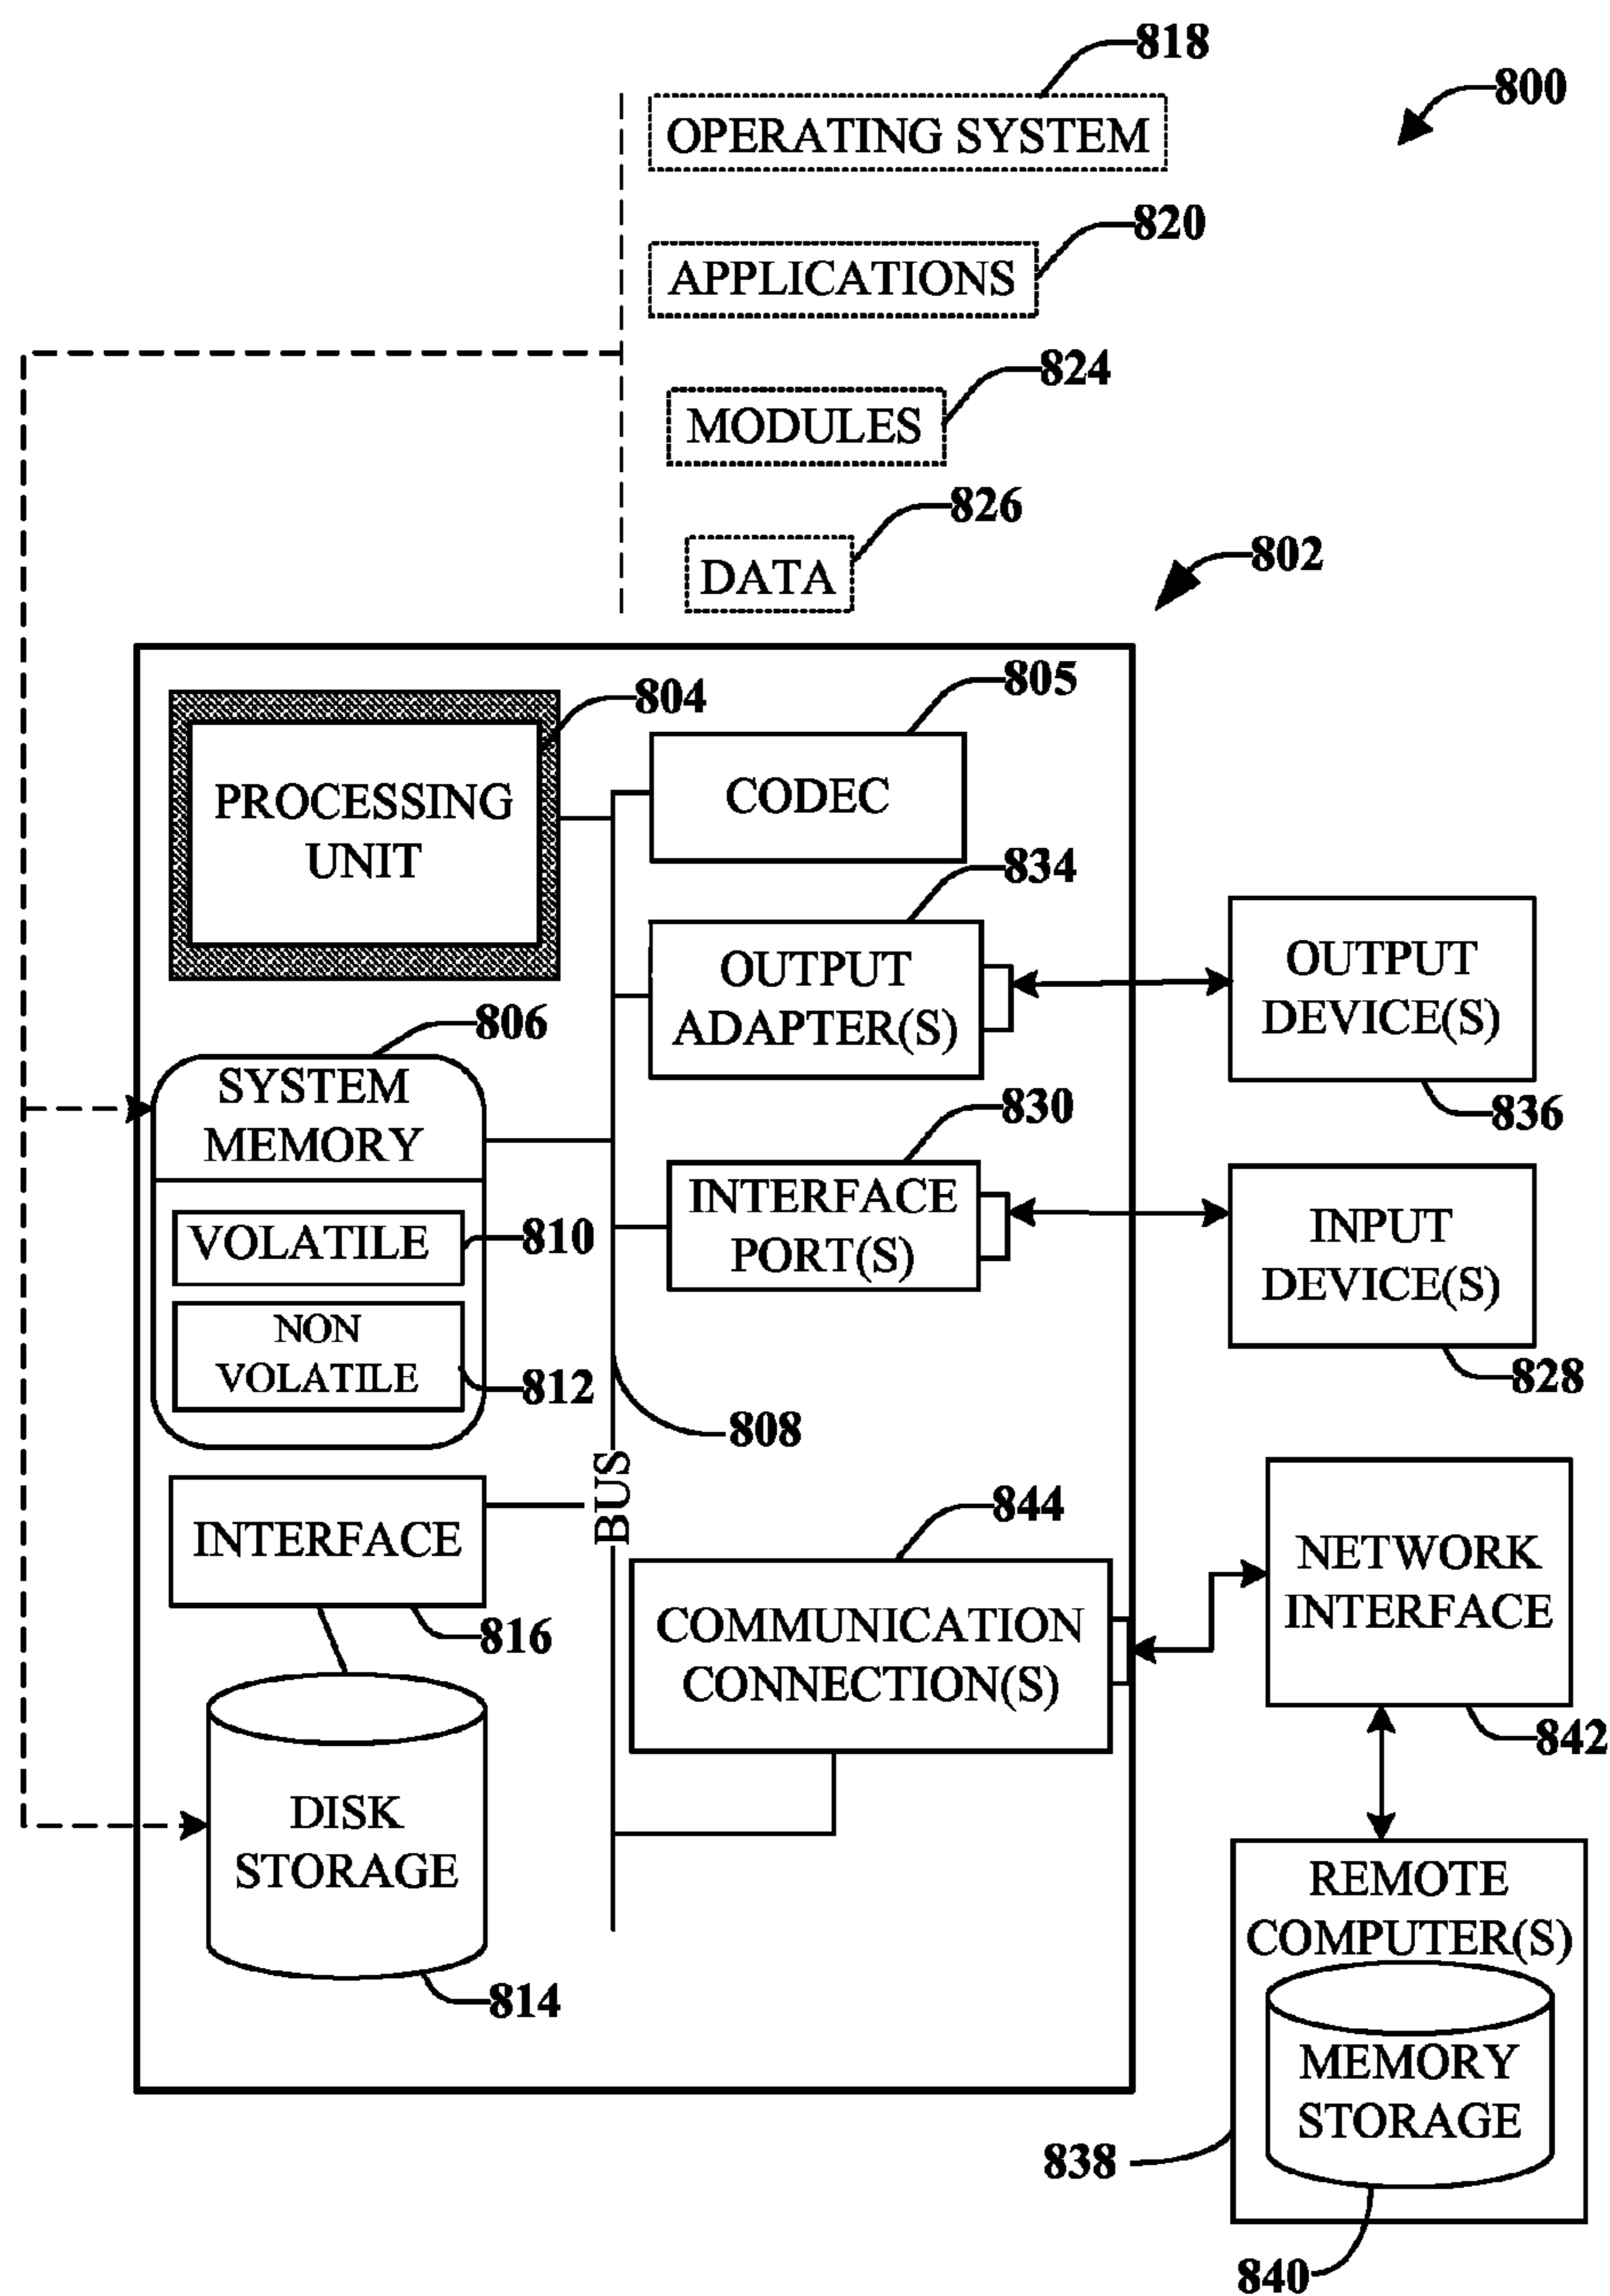 818
800
OPERATING SYSTEM
820
APPLICATIONS
824
MODULES
826
DATA
802
805
804
PROCESSING
UNIT
CODEC
834
OUTPUT
ADAPTER(S)
OUTPUT
DEVICE(S)
836
806
SYSTEM
MEMORY
830
INTERFACE
PORT(S)
INPUT
DEVICE(S)
828
VOLATILE
810
NON
VOLATILE
812
808
BUS
844
INTERFACE
816
COMMUNICATION
CONNECTION(S)
NETWORK
INTERFACE
842
DISK
STORAGE
814
REMOTE
COMPUTER(S)
MEMORY
STORAGE
838
840